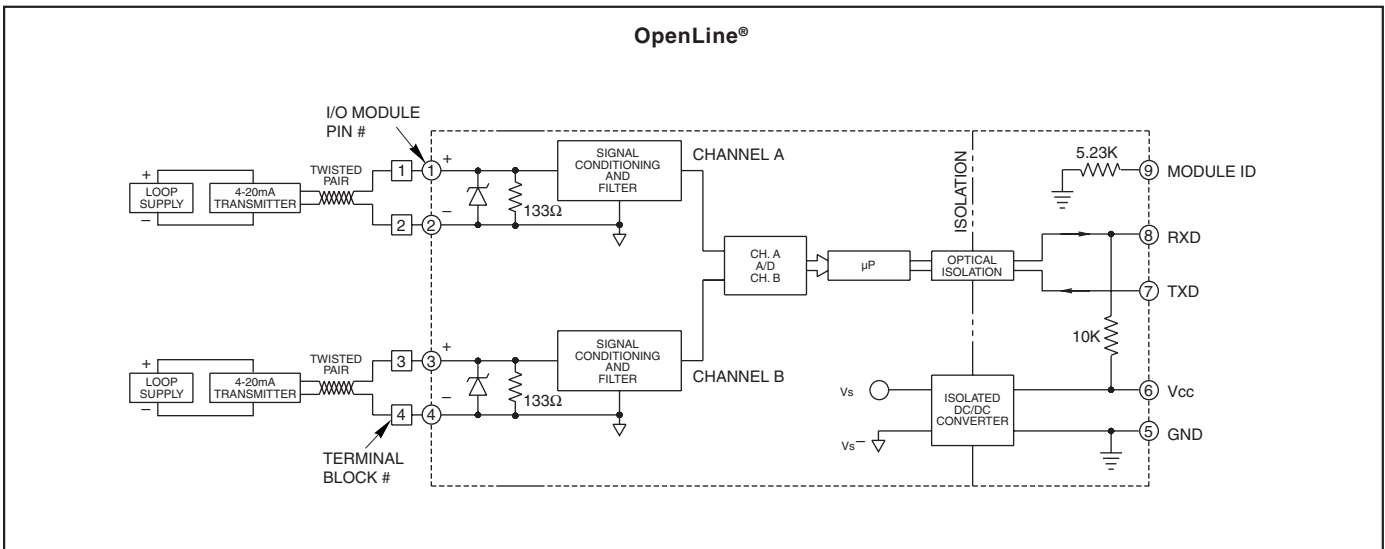 OpenLine®
I/O MODULE
PIN #
+
LOOP
SUPPLY
–
4-20mA
TRANSMITTER
TWISTED
PAIR
1
2
1
2
+
–
133Ω
SIGNAL
CONDITIONING
AND
FILTER
CHANNEL A
+
LOOP
SUPPLY
–
4-20mA
TRANSMITTER
TWISTED
PAIR
3
4
3
4
+
–
133Ω
SIGNAL
CONDITIONING
AND
FILTER
CHANNEL B
TERMINAL
BLOCK #
CH. A
A/D
CH. B
µP
ISOLATION
OPTICAL
ISOLATION
Vs
Vs–
ISOLATED
DC/DC
CONVERTER
5.23K
9 MODULE ID
8 RXD
7 TXD
10K
6 Vcc
5 GND